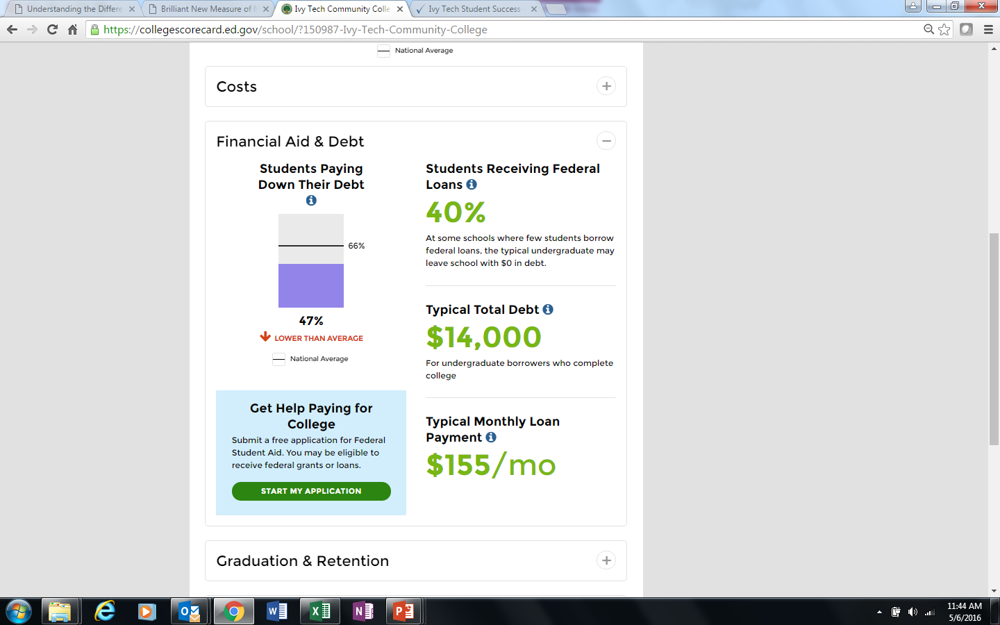 Understanding the Differe
Brilliant New Measure of
Ivy Tech Community Colle
Ivy Tech Student Success
https://collegescorecard.ed.gov/school/?150987-Ivy-Tech-Community-College
National Average
Costs
Financial Aid & Debt
Students Paying
Down Their Debt
66%
47%
LOWER THAN AVERAGE
National Average
Get Help Paying for
College
Submit a free application for Federal
Student Aid. You may be eligible to
receive federal grants or loans.
START MY APPLICATION
Students Receiving Federal
Loans
40%
At some schools where few students borrow
federal loans, the typical undergraduate may
leave school with $0 in debt.
Typical Total Debt
$14,000
For undergraduate borrowers who complete
college
Typical Monthly Loan
Payment
$155/mo
Graduation & Retention
11:44 AM
5/6/2016